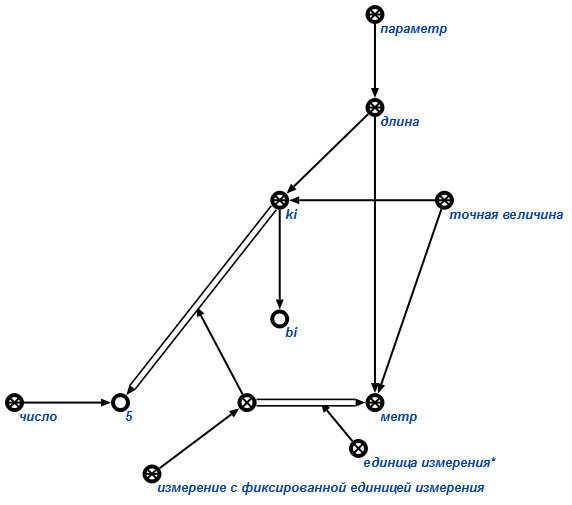 параметр
длина
ki
точная величина
bi
число
5
метр
единица измерения*
измерение с фиксированной единицей измерения